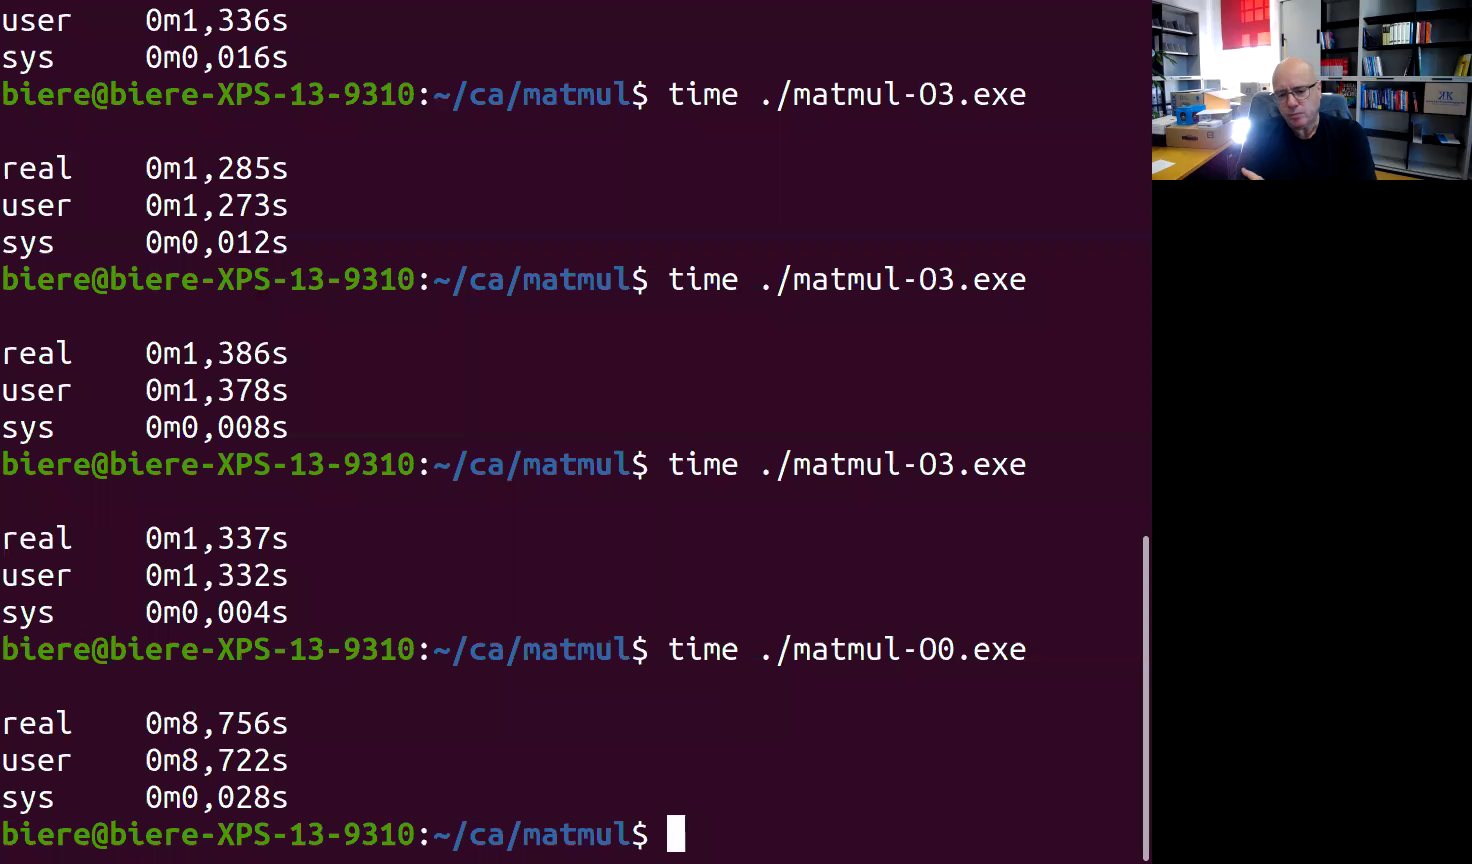 user    0m1,336s
sys     0m0,016s
biere@biere-XPS-13-9310:~/ca/matmul$ time ./matmul-O3.exe
real    0m1,285s
user    0m1,273s
sys     0m0,012s
biere@biere-XPS-13-9310:~/ca/matmul$ time ./matmul-O3.exe
real    0m1,386s
user    0m1,378s
sys     0m0,008s
biere@biere-XPS-13-9310:~/ca/matmul$ time ./matmul-O3.exe
real    0m1,337s
user    0m1,332s
sys     0m0,004s
biere@biere-XPS-13-9310:~/ca/matmul$ time ./matmul-O0.exe
real    0m8,756s
user    0m8,722s
sys     0m0,028s
biere@biere-XPS-13-9310:~/ca/matmul$